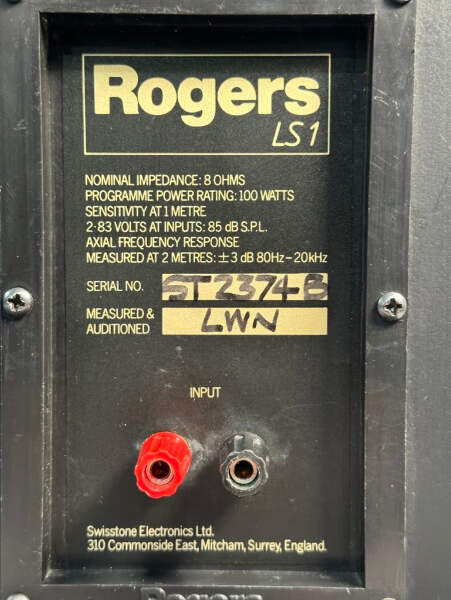 Rogers
LS1
NOMINAL IMPEDANCE: 8 OHMS
PROGRAMME POWER RATING: 100 WATTS
SENSITIVITY AT 1 METRE
2·83 VOLTS AT INPUTS: 85 dB S.P.L.
AXIAL FREQUENCY RESPONSE
MEASURED AT 2 METRES: ±3 dB 80Hz–20kHz
SERIAL NO. ST2374-B
MEASURED &
AUDITIONED LWN
INPUT
Swisstone Electronics Ltd.
310 Commonside East, Mitcham, Surrey, England.
Rogers